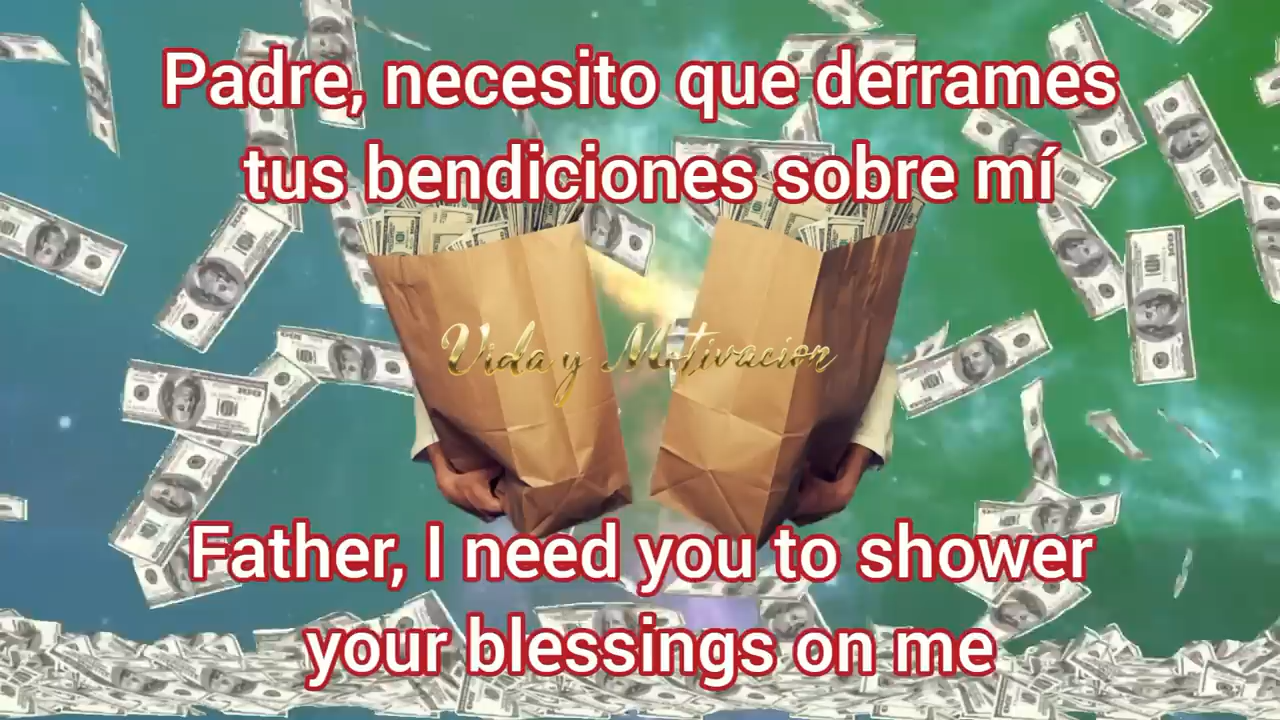 Padre, necesito que derrames
tus bendiciones sobre mí
Vida y Motivacion
Father, I need you to shower
your blessings on me